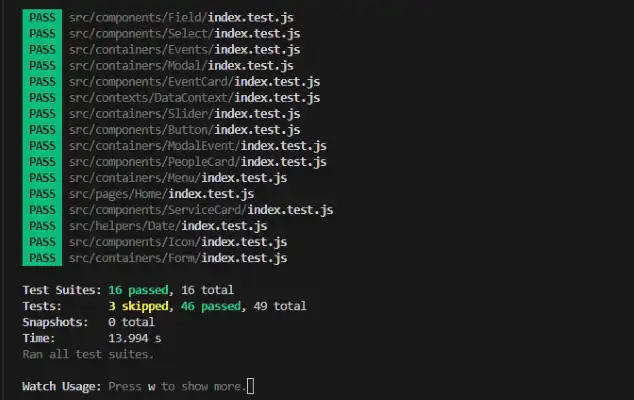 PASS src/components/Field/index.test.js
PASS src/components/Select/index.test.js
PASS src/containers/Events/index.test.js
PASS src/containers/Modal/index.test.js
PASS src/components/EventCard/index.test.js
PASS src/contexts/DataContext/index.test.js
PASS src/containers/Slider/index.test.js
PASS src/components/Button/index.test.js
PASS src/containers/ModalEvent/index.test.js
PASS src/components/PeopleCard/index.test.js
PASS src/containers/Menu/index.test.js
PASS src/pages/Home/index.test.js
PASS src/components/ServiceCard/index.test.js
PASS src/helpers/Date/index.test.js
PASS src/components/Icon/index.test.js
PASS src/containers/Form/index.test.js
Test Suites: 16 passed, 16 total
Tests: 3 skipped, 46 passed, 49 total
Snapshots: 0 total
Time: 13.994 s
Ran all test suites.
Watch Usage: Press w to show more.